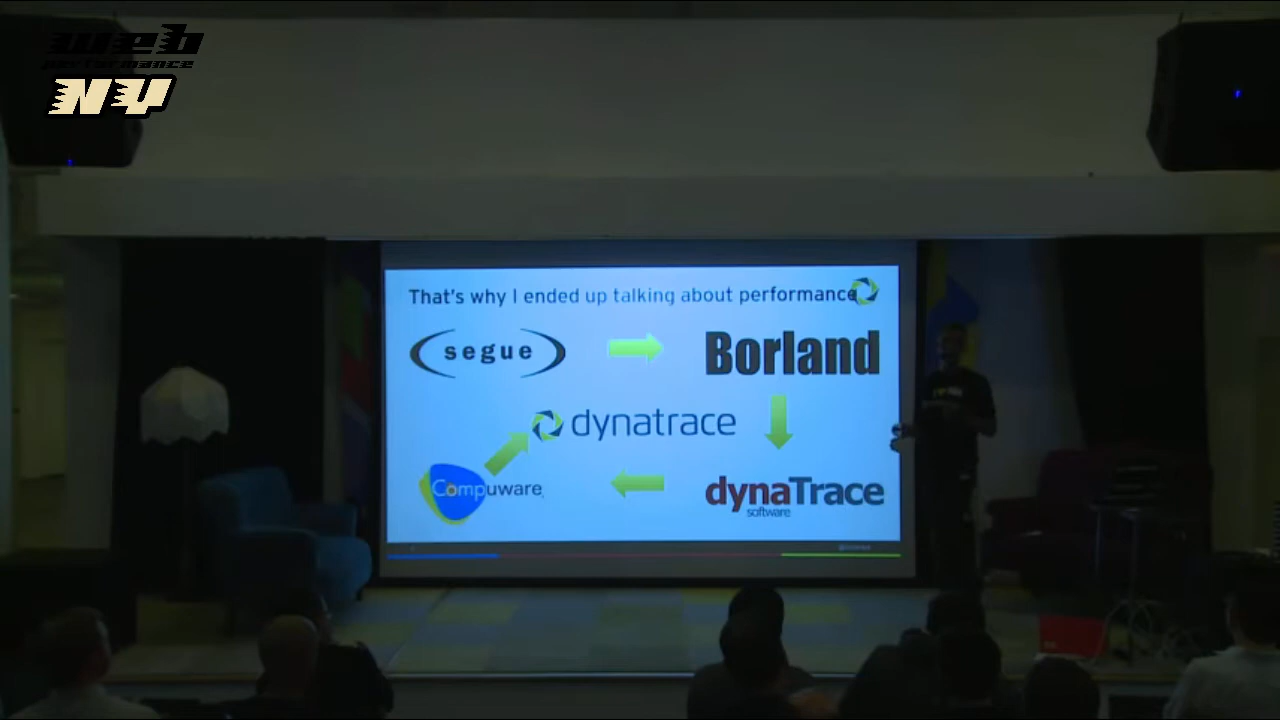 web
performance
NY
That's why I ended up talking about performance
segue
Borland
dynatrace
Compuware
dynaTrace
software